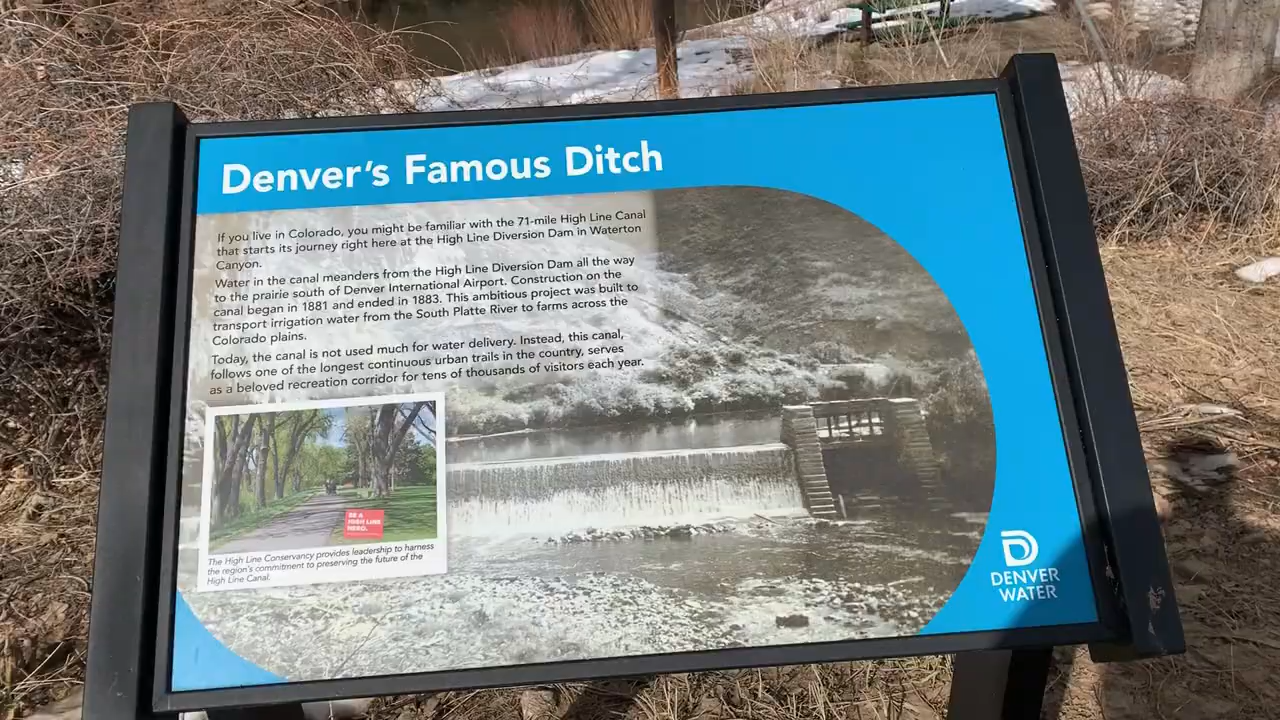 Denver's Famous Ditch
If you live in Colorado, you might be familiar with the 71-mile High Line Canal
that starts its journey right here at the High Line Diversion Dam in Waterton
Canyon.
Water in the canal meanders from the High Line Diversion Dam all the way
to the prairie south of Denver International Airport. Construction on the
canal began in 1881 and ended in 1883. This ambitious project was built to
transport irrigation water from the South Platte River to farms across the
Colorado plains.
Today, the canal is not used much for water delivery. Instead, this canal,
follows one of the longest continuous urban trails in the country, serves
as a beloved recreation corridor for tens of thousands of visitors each year.
BE A
HIGH LINE
HERO.
The High Line Conservancy provides leadership to harness
the region's commitment to preserving the future of the
High Line Canal.
DENVER
WATER